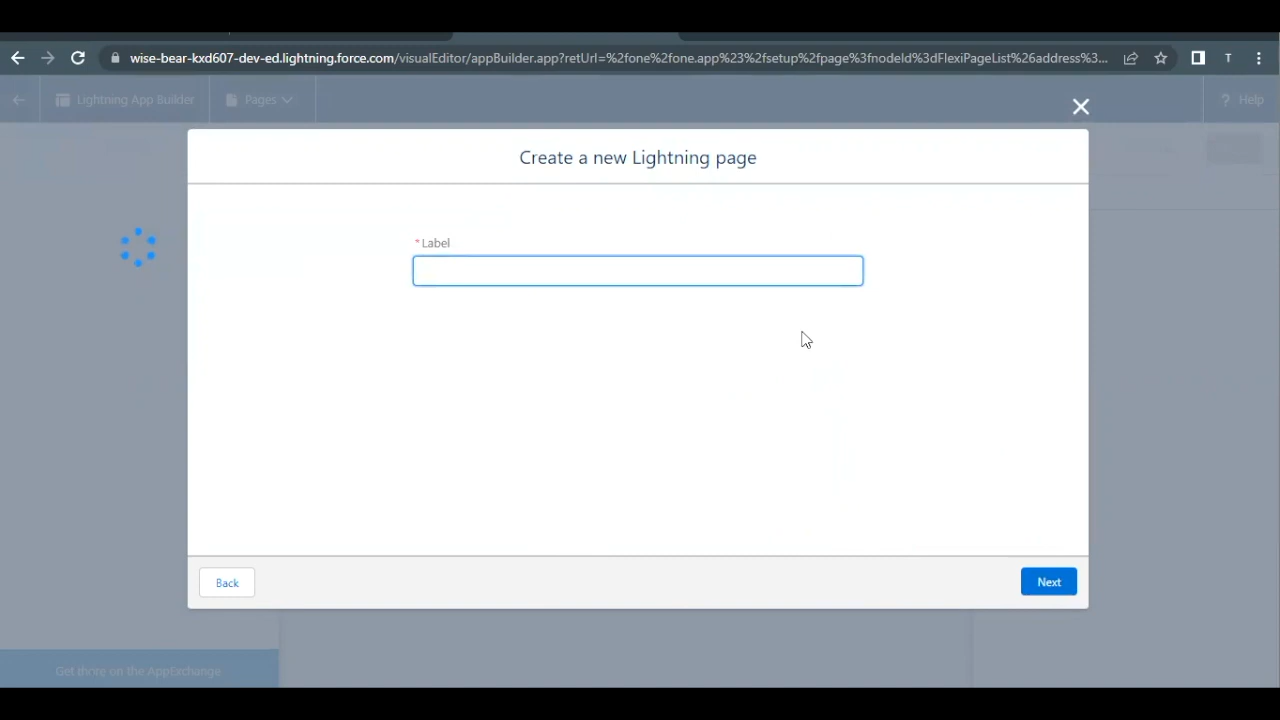 wise-bear-kxd607-dev-ed.lightning.force.com/visualEditor/appBuilder.app?retUrl=%2fone%2fone.app%23%2fsetup%2fpage%3fnodeId%3dFlexiPageList%26address%3...
T
Lightning App Builder
Pages
Help
Create a new Lightning page
*Label
Back
Next
Get more on the AppExchange